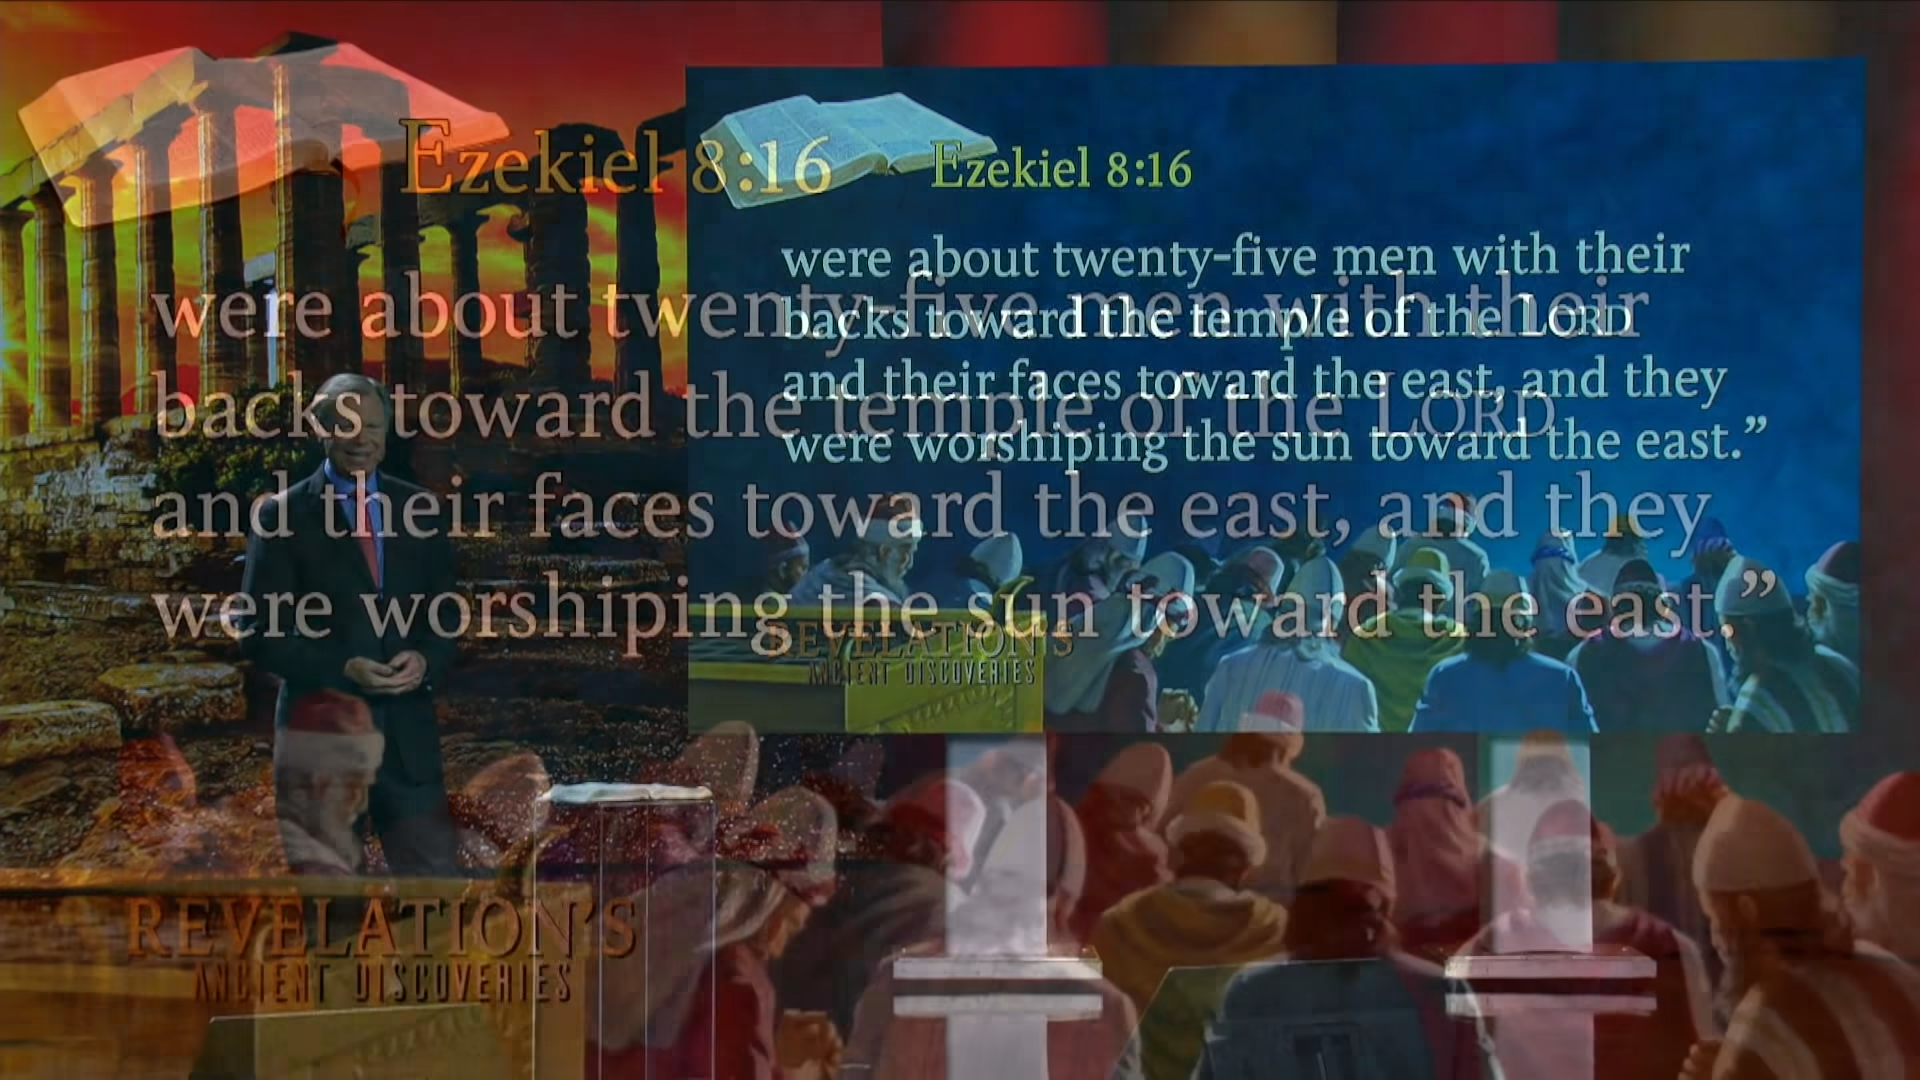 Ezekiel 8:16
were about twenty-five men with their
backs toward the temple of the LORD
and their faces toward the east, and they
were worshiping the sun toward the east.”
REVELATION'S
ANCIENT DISCOVERIES
Ezekiel 8:16
were about twenty-five men with their
backs toward the temple of the LORD
and their faces toward the east, and they
were worshiping the sun toward the east.”
REVELATION'S
ANCIENT DISCOVERIES